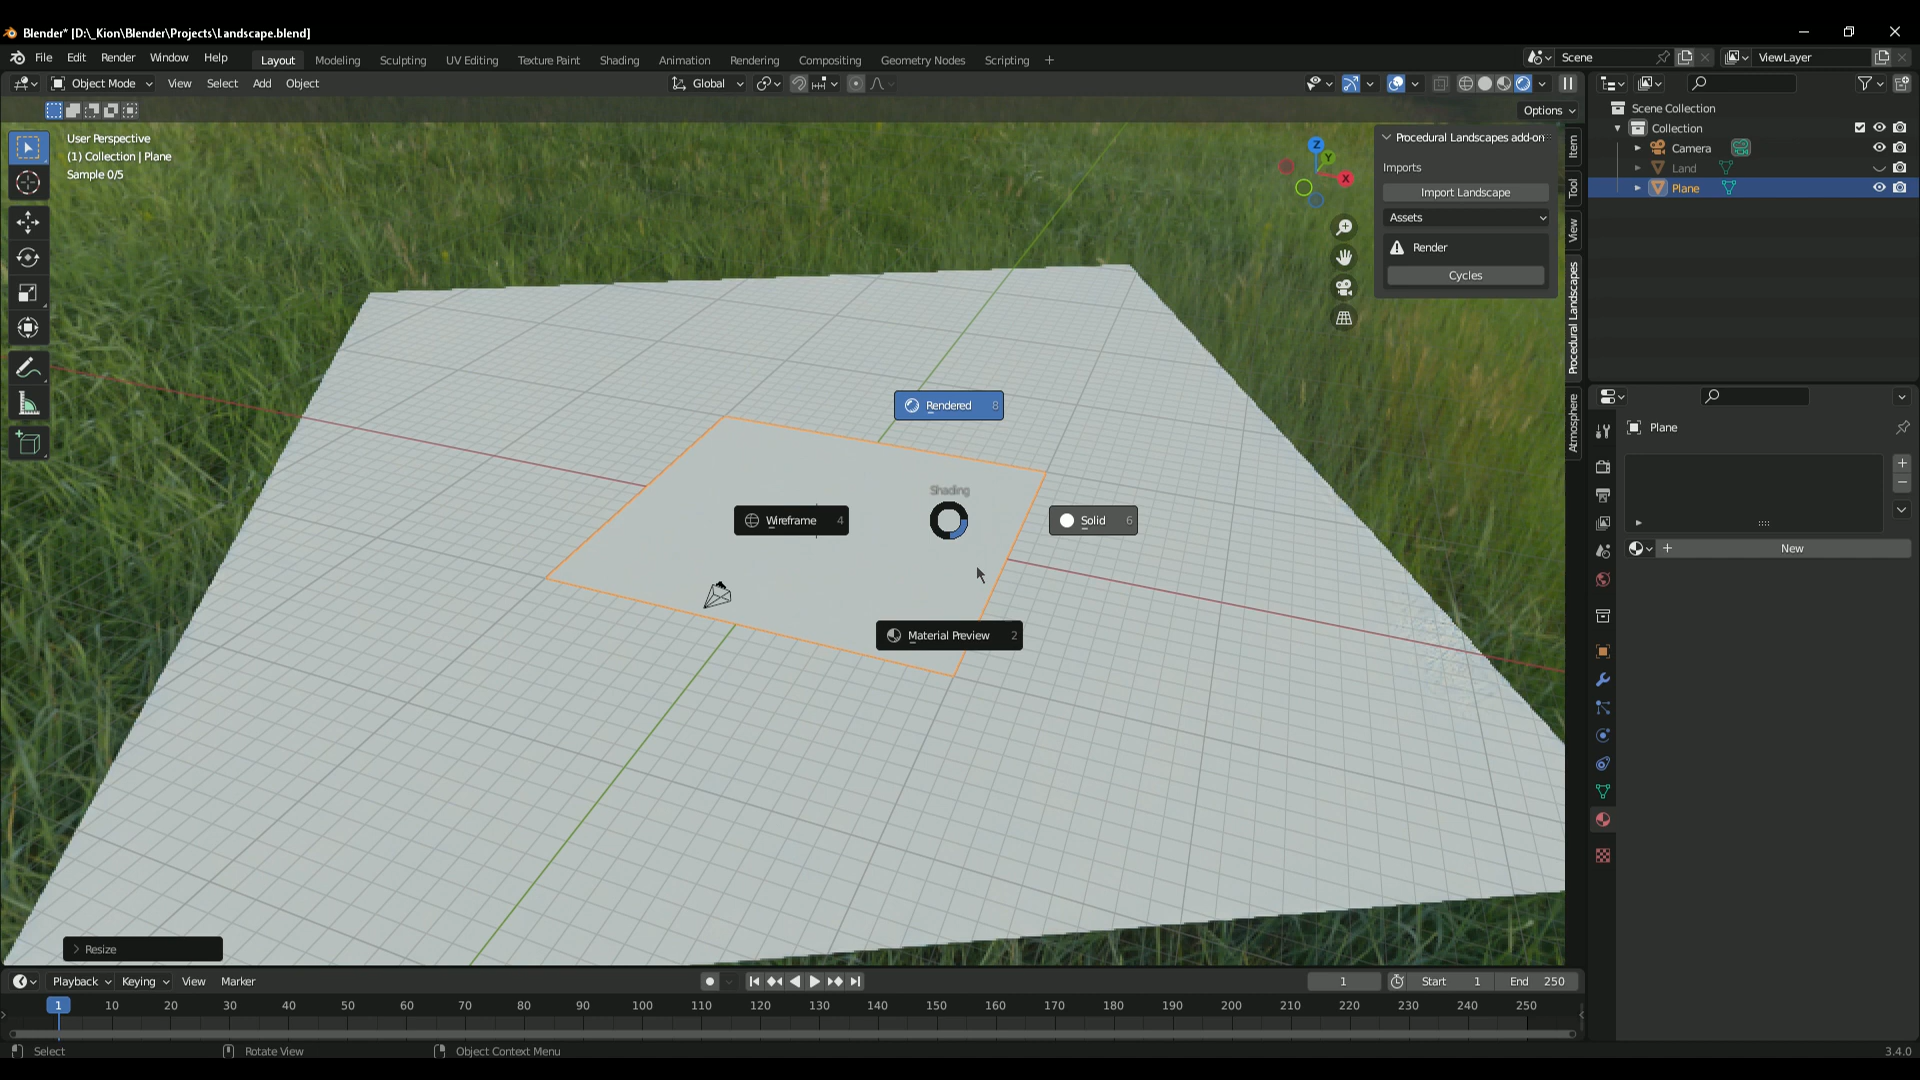 Blender* [D:\_Kion\Blender\Projects\Landscape.blend]
File Edit Render Window Help Layout Modeling Sculpting UV Editing Texture Paint Shading Animation Rendering Compositing Geometry Nodes Scripting + Scene ViewLayer
Object Mode View Select Add Object Global
Options
User Perspective
(1) Collection | Plane
Sample 0/5
Z
Y
X
Procedural Landscapes add-on
Imports
Import Landscape
Assets
Render
Cycles
Item
Tool
View
Procedural Landscapes
Atmosphere
Scene Collection
Collection
Camera
Land
Plane
Rendered 8
Shading
Wireframe 4
Solid 6
Material Preview 2
Plane
+ New
Resize
Playback Keying View Marker 1 Start 1 End 250
1 10 20 30 40 50 60 70 80 90 100 110 120 130 140 150 160 170 180 190 200 210 220 230 240 250
Select Rotate View Object Context Menu 3.4.0